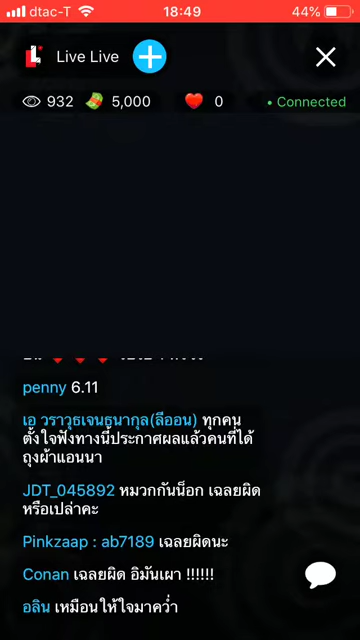 dtac-T 18:49 44%
Live Live
932 5,000 0 • Connected
penny 6.11
เอ วราวุธเจนธนากุล(ลีออน) ทุกคน
ตั้งใจฟังทางนี้ประกาศผลแล้วคนที่ได้
ถุงผ้าแอนนา
JDT_045892 หมวกกันน็อก เฉลยผิด
หรือเปล่าคะ
Pinkzaap : ab7189 เฉลยผิดนะ
Conan เฉลยผิด อิมันเผา !!!!!!
อลิน เหมือนให้ใจมาคว่ำ